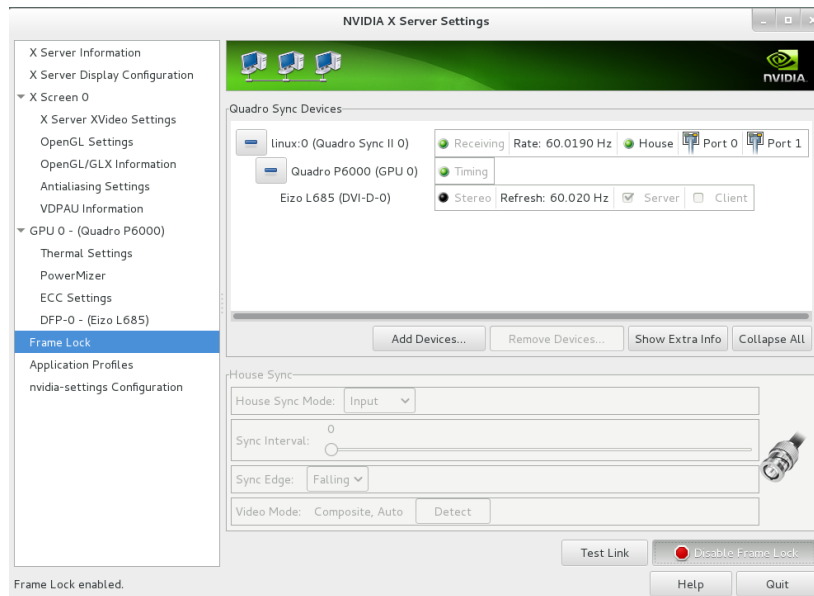 NVIDIA X Server Settings
X Server Information
X Server Display Configuration
X Screen 0
X Server XVideo Settings
OpenGL Settings
OpenGL/GLX Information
Antialiasing Settings
VDPAU Information
GPU 0 - (Quadro P6000)
Thermal Settings
PowerMizer
ECC Settings
DFP-0 - (Eizo L685)
Frame Lock
Application Profiles
nvidia-settings Configuration
NVIDIA.
Quadro Sync Devices
linux:0 (Quadro Sync II 0) Receiving Rate: 60.0190 Hz House Port 0 Port 1
Quadro P6000 (GPU 0) Timing
Eizo L685 (DVI-D-0) Stereo Refresh: 60.020 Hz Server Client
Add Devices... Remove Devices... Show Extra Info Collapse All
House Sync
House Sync Mode: Input
0
Sync Interval:
Sync Edge: Falling
Video Mode: Composite, Auto Detect
Test Link Disable Frame Lock
Frame Lock enabled. Help Quit